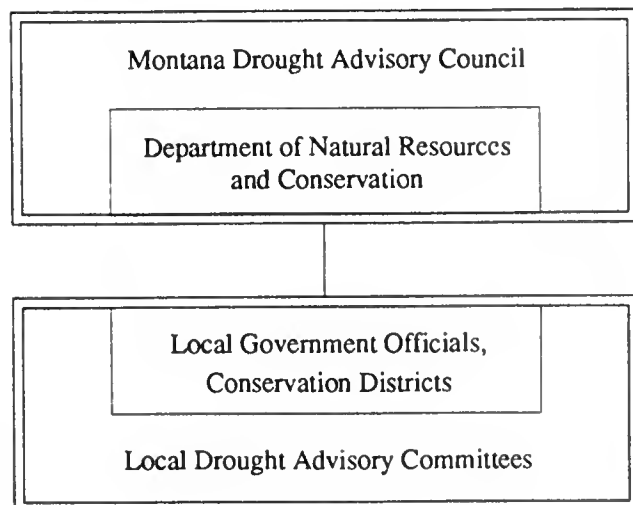 Montana Drought Advisory Council
Department of Natural Resources
and Conservation
Local Government Officials,
Conservation Districts
Local Drought Advisory Committees